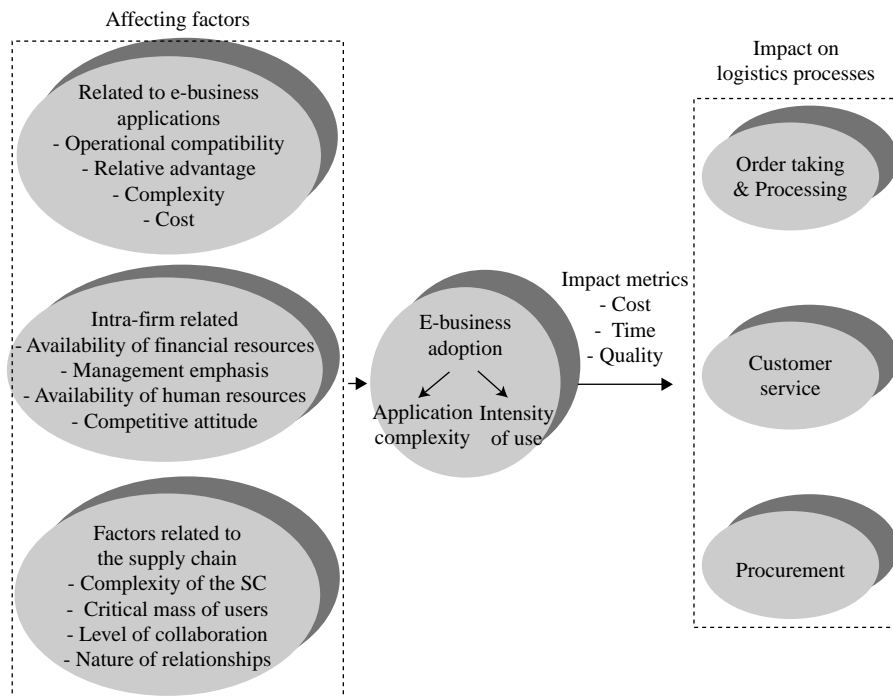 Affecting factors
Related to e-business
applications
- Operational compatibility
- Relative advantage
- Complexity
- Cost
Intra-firm related
- Availability of financial resources
- Management emphasis
- Availability of human resources
- Competitive attitude
Factors related to
the supply chain
- Complexity of the SC
- Critical mass of users
- Level of collaboration
- Nature of relationships
E-business
adoption
Application
complexity
Intensity
of use
Impact metrics
- Cost
- Time
- Quality
Impact on
logistics processes
Order taking
& Processing
Customer
service
Procurement